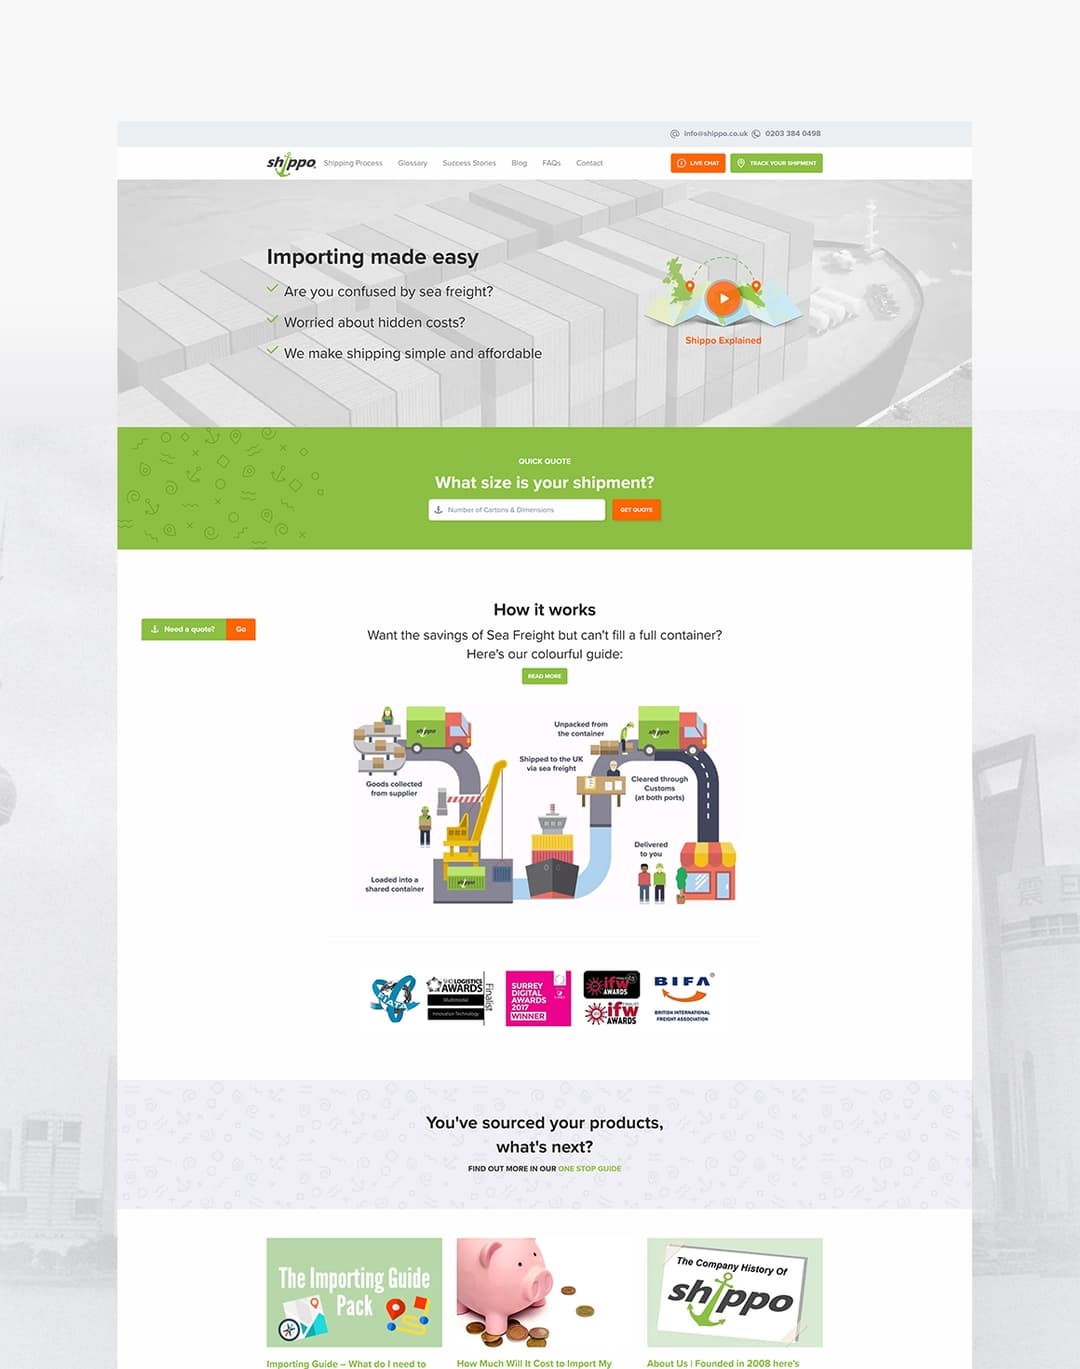 info@shippo.co.uk 0203 384 0498
shippo Shipping Process Glossary Success Stories Blog FAQs Contact LIVE CHAT TRACK YOUR SHIPMENT
Importing made easy
Are you confused by sea freight?
Worried about hidden costs?
We make shipping simple and affordable
Shippo Explained
QUICK QUOTE
What size is your shipment?
Number of Cartons & Dimensions GET QUOTE
Need a quote? Go
How it works
Want the savings of Sea Freight but can't fill a full container?
Here's our colourful guide:
READ MORE
shippo
shippo
Unpacked from
the container
Shipped to the UK
via sea freight
Goods collected
from supplier
Cleared through
Customs
(at both ports)
Delivered
to you
Loaded into a
shared container
shippo
FIATA
LOGISTICS
AWARDS
Multimodal
Innovation Technology
Finalist
SURREY
DIGITAL
AWARDS
2017
WINNER
ifw
AWARDS
ifw
AWARDS
BIFA
BRITISH INTERNATIONAL
FREIGHT ASSOCIATION
You've sourced your products,
what's next?
FIND OUT MORE IN OUR ONE STOP GUIDE
The Importing Guide
Pack
The Company History Of
shippo
Importing Guide – What do I need to
How Much Will It Cost to Import My
About Us | Founded in 2008 here's